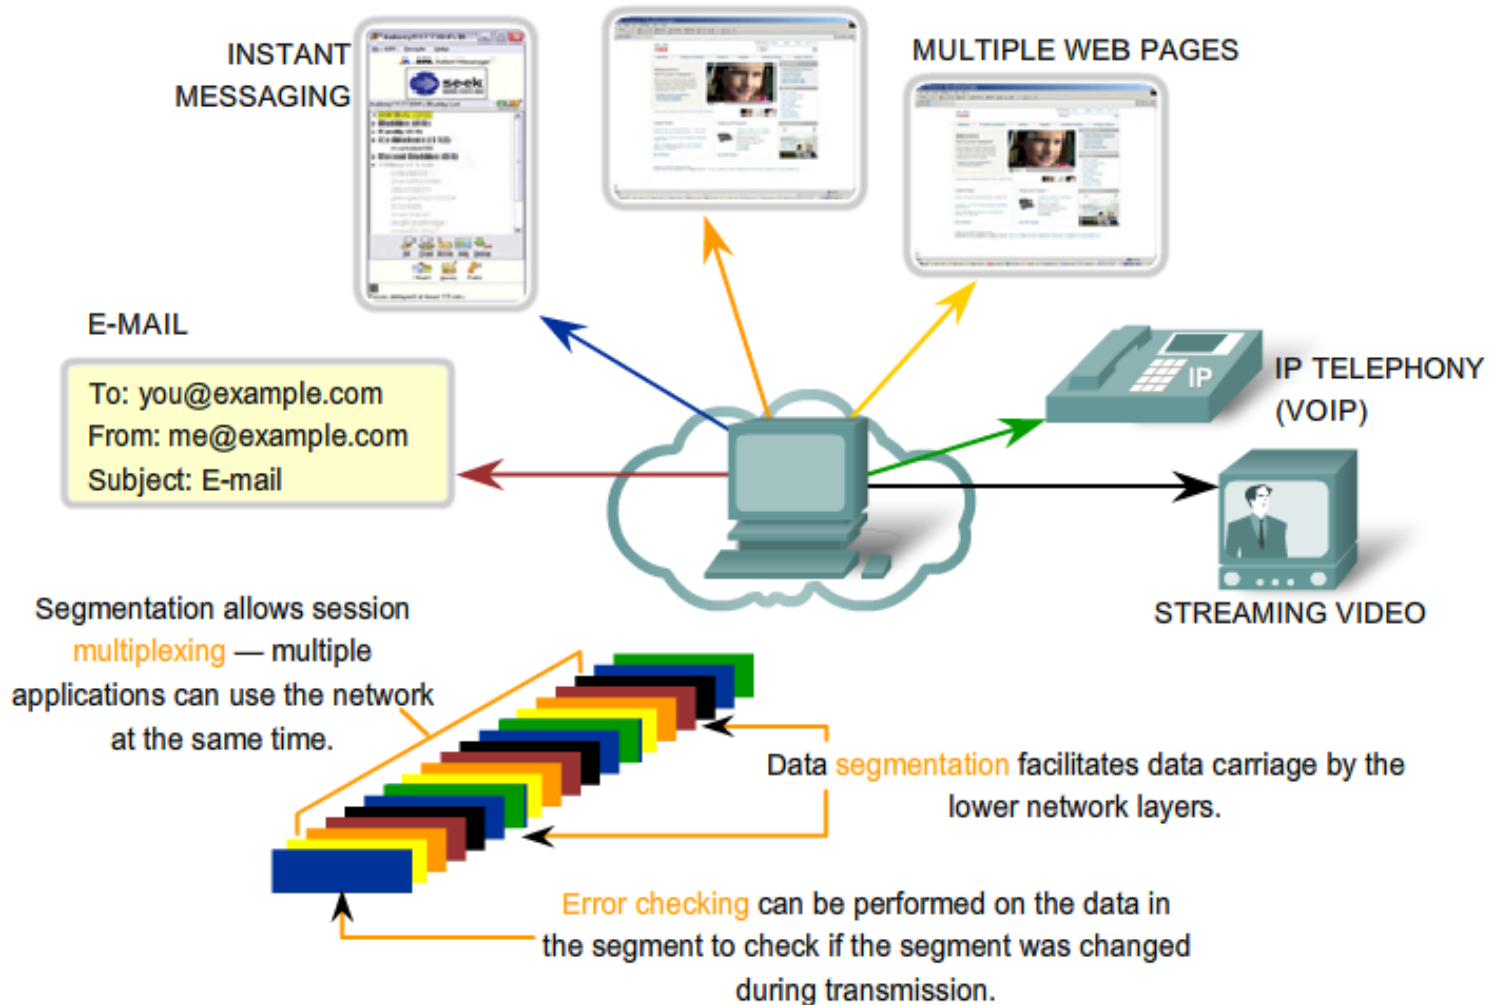 INSTANT
MESSAGING
seek
MULTIPLE WEB PAGES
E-MAIL
To: you@example.com
From: me@example.com
Subject: E-mail
IP
IP TELEPHONY
(VOIP)
STREAMING VIDEO
Segmentation allows session
multiplexing — multiple
applications can use the network
at the same time.
Data segmentation facilitates data carriage by the
lower network layers.
Error checking can be performed on the data in
the segment to check if the segment was changed
during transmission.